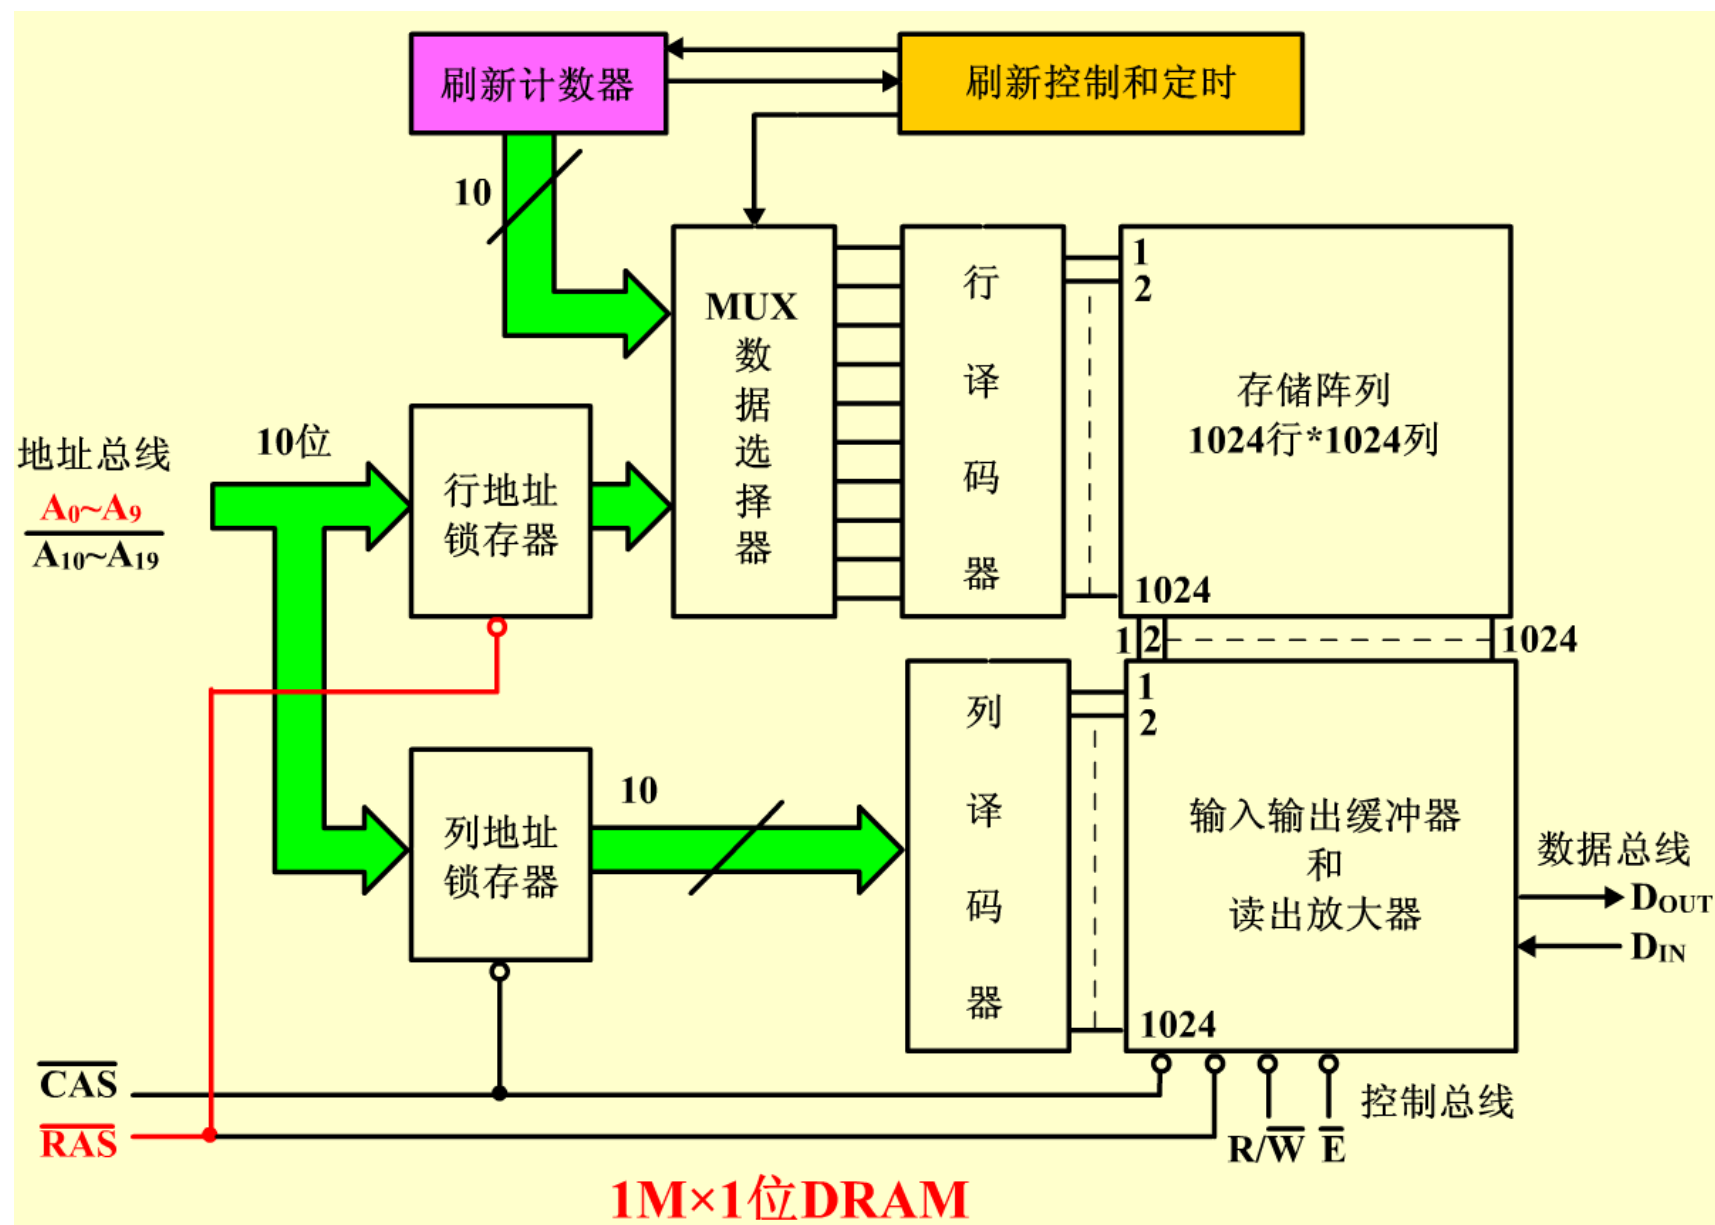 刷新计数器
刷新控制和定时
10
MUX
数
据
选
择
器
行
译
码
器
1
2
1024
存储阵列
1024行*1024列
地址总线
A₀~A₉
A₁₀~A₁₉
10位
行地址
锁存器
1 2 1024
列地址
锁存器
10
列
译
码
器
1
2
1024
输入输出缓冲器
和
读出放大器
数据总线
D_OUT
D_IN
C̅A̅S̅
R̅A̅S̅
R/W̅ E̅
控制总线
1M×1位DRAM